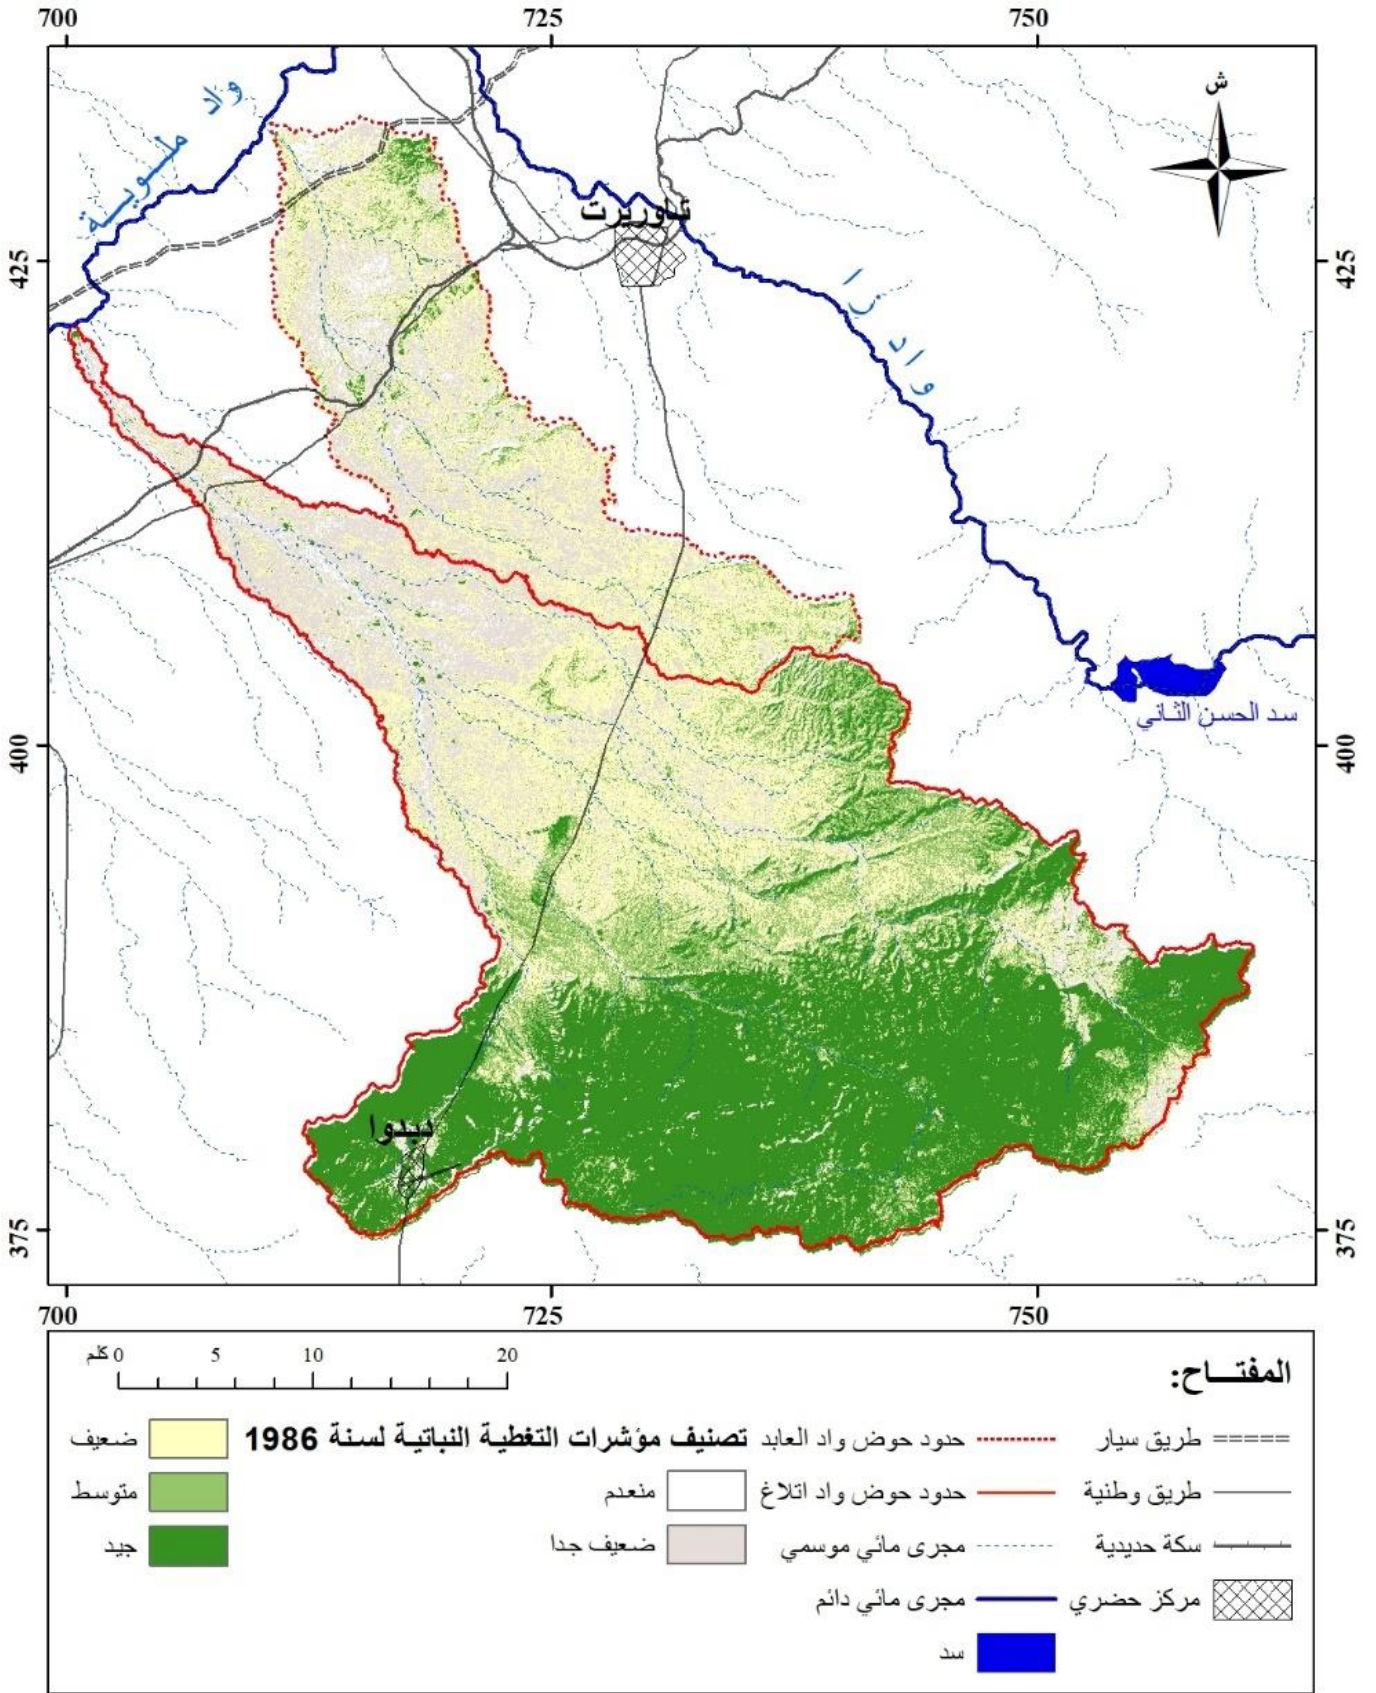 700 725 750
ش
واد ملوية
تاوريرت
425 425
واد زا
400 400
سد الحسن الثاني
دبدوا
375 375
700 725 750
كلم 0 5 10 20
المفتــاح:
طريق سيار
حدود حوض واد العابد
تصنيف مؤشرات التغطية النباتية لسنة 1986
ضعيف
طريق وطنية
حدود حوض واد اتلاغ
منعدم
متوسط
سكة حديدية
مجرى مائي موسمي
ضعيف جدا
جيد
مركز حضري
مجرى مائي دائم
سد